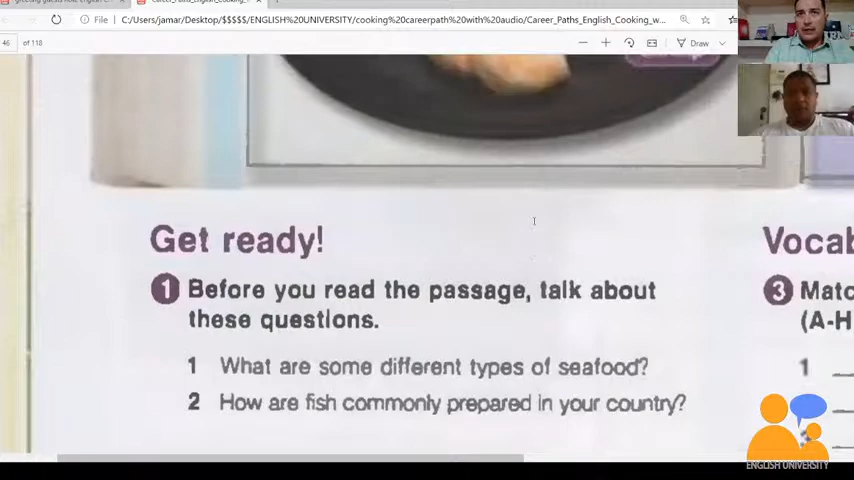 File
C:/Users/jamar/Desktop/$$$$$/ENGLISH%20UNIVERSITY/cooking%20careerpath%20with%20audio/Career_Paths_English_Cooking_w...
46 of 118
Draw
Get ready!
Vocab
1 Before you read the passage, talk about
these questions.
3 Matc
(A-H
1 What are some different types of seafood?
1
2 How are fish commonly prepared in your country?
ENGLISH UNIVERSITY